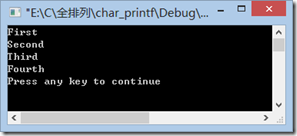 "E:\C\全排列\char_printf\Debug\...
First
Second
Third
Fourth
Press any key to continue